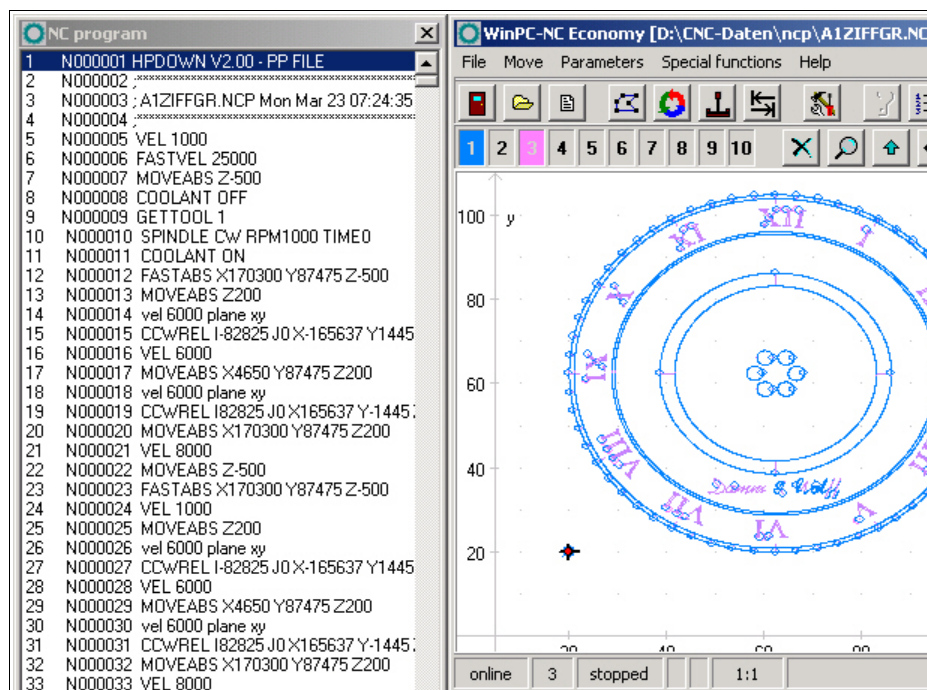 NC program
1 N000001 HPDOWN V2.00 - PP FILE
2 N000002 ;
3 N000003 ; A1ZIFFGR.NCP Mon Mar 23 07:24:35
4 N000004 ;
5 N000005 VEL 1000
6 N000006 FASTVEL 25000
7 N000007 MOVEABS Z-500
8 N000008 COOLANT OFF
9 N000009 GETTOOL 1
10 N000010 SPINDLE CW RPM1000 TIME0
11 N000011 COOLANT ON
12 N000012 FASTABS X170300 Y87475 Z-500
13 N000013 MOVEABS Z200
14 N000014 vel 6000 plane xy
15 N000015 CCWREL I-82825 J0 X-165637 Y1445
16 N000016 VEL 6000
17 N000017 MOVEABS X4650 Y87475 Z200
18 N000018 vel 6000 plane xy
19 N000019 CCWREL I82825 J0 X165637 Y-1445
20 N000020 MOVEABS X170300 Y87475 Z200
21 N000021 VEL 8000
22 N000022 MOVEABS Z-500
23 N000023 FASTABS X170300 Y87475 Z-500
24 N000024 VEL 1000
25 N000025 MOVEABS Z200
26 N000026 vel 6000 plane xy
27 N000027 CCWREL I-82825 J0 X-165637 Y1445
28 N000028 VEL 6000
29 N000029 MOVEABS X4650 Y87475 Z200
30 N000030 vel 6000 plane xy
31 N000031 CCWREL I82825 J0 X165637 Y-1445
32 N000032 MOVEABS X170300 Y87475 Z200
33 N000033 VEL 8000
WinPC-NC Economy [D:\CNC-Daten\ncp\A1ZIFFGR.NC
File Move Parameters Special functions Help
1 2 3 4 5 6 7 8 9 10
100 y
80
60
40
20
XII
I
V
VI
VII
VIII
IX
X
XI
online 3 stopped 1:1